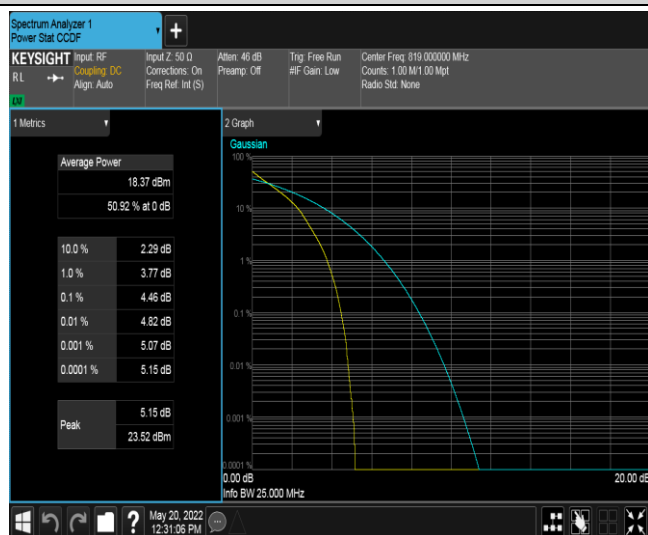 Spectrum Analyzer 1
Power Stat CCDF
KEYSIGHT
RL
LXI
Input: RF
Coupling: DC
Align: Auto
Input Z: 50 Ω
Corrections: On
Freq Ref: Int (S)
Atten: 46 dB
Preamp: Off
Trig: Free Run
#IF Gain: Low
Center Freq: 819.000000 MHz
Counts: 1.00 M/1.00 Mpt
Radio Std: None
1 Metrics
Average Power
18.37 dBm
50.92 % at 0 dB
10.0 % 2.29 dB
1.0 % 3.77 dB
0.1 % 4.46 dB
0.01 % 4.82 dB
0.001 % 5.07 dB
0.0001 % 5.15 dB
Peak
5.15 dB
23.52 dBm
2 Graph
Gaussian
100 %
10 %
1 %
0.1 %
0.01 %
0.001 %
0.0001 %
0.00 dB
20.00 dB
Info BW 25.000 MHz
?
May 20, 2022
12:31:06 PM